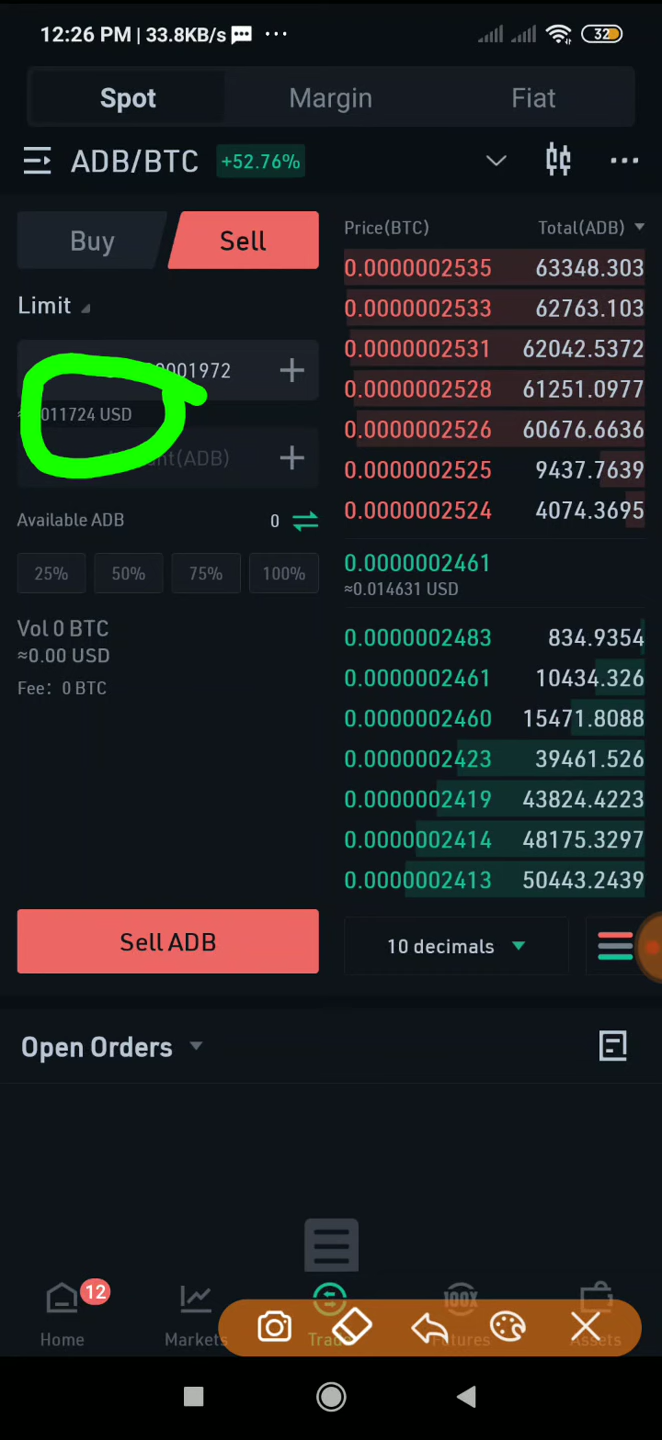 12:26 PM | 33.8KB/s
32
Spot Margin Fiat
ADB/BTC +52.76%
Buy Sell
Limit
0001972
011724 USD
(ADB)
Available ADB 0
25% 50% 75% 100%
Vol 0 BTC
≈0.00 USD
Fee: 0 BTC
Sell ADB
Price(BTC) Total(ADB)
0.0000002535 63348.303
0.0000002533 62763.103
0.0000002531 62042.5372
0.0000002528 61251.0977
0.0000002526 60676.6636
0.0000002525 9437.7639
0.0000002524 4074.3695
0.0000002461
≈0.014631 USD
0.0000002483 834.9354
0.0000002461 10434.326
0.0000002460 15471.8088
0.0000002423 39461.526
0.0000002419 43824.4223
0.0000002414 48175.3297
0.0000002413 50443.2439
10 decimals
Open Orders
12
100X
Home Markets Trade Futures Assets